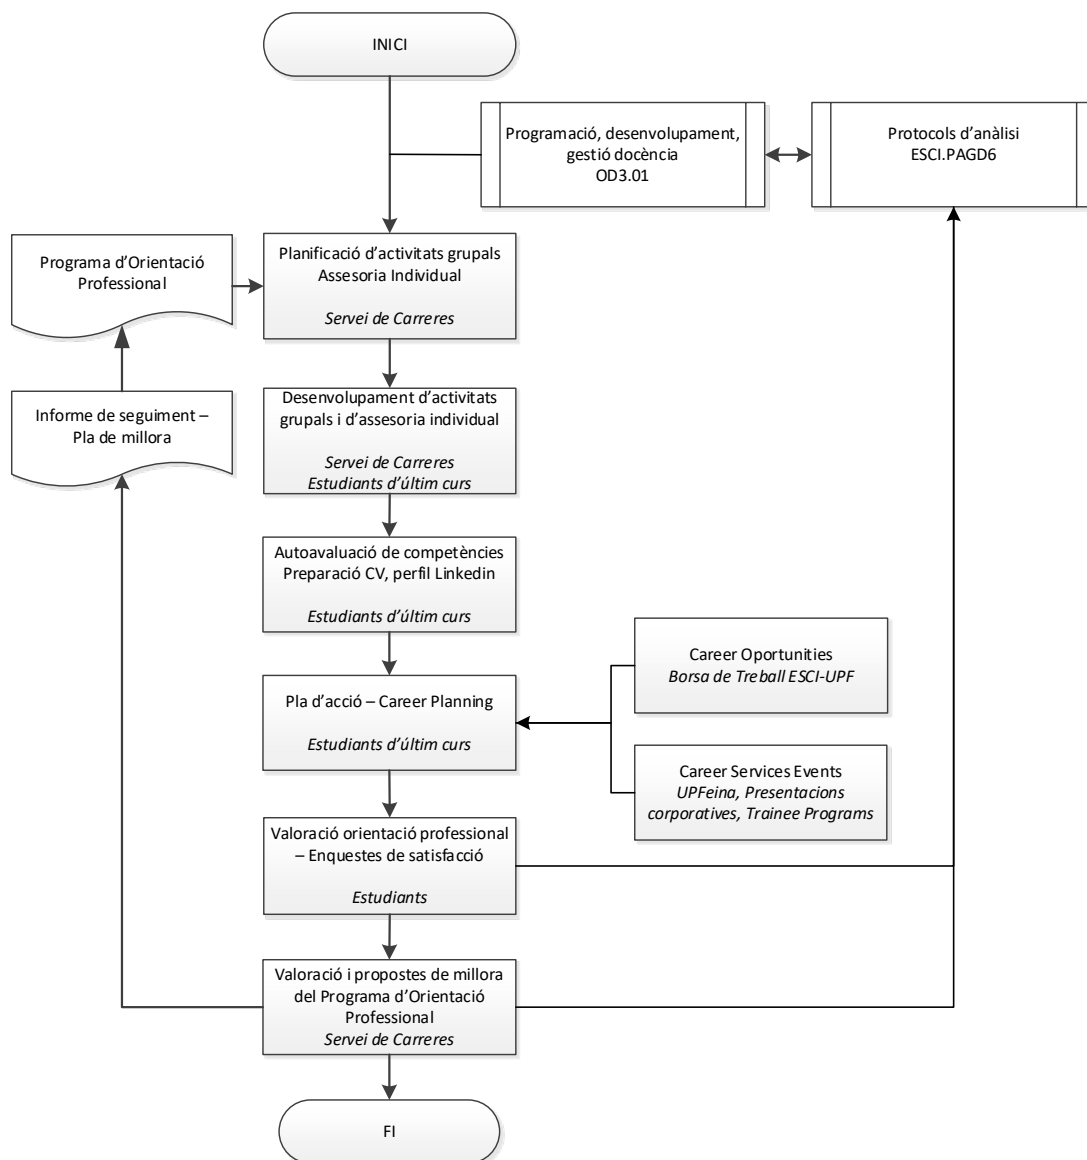 INICI
Programació, desenvolupament,
gestió docència
OD3.01
Protocols d’anàlisi
ESCI.PAGD6
Programa d’Orientació
Professional
Planificació d’activitats grupals
Assesoria Individual
Servei de Carreres
Informe de seguiment –
Pla de millora
Desenvolupament d’activitats
grupals i d’assesoria individual
Servei de Carreres
Estudiants d’últim curs
Autoavaluació de competències
Preparació CV, perfil Linkedin
Estudiants d’últim curs
Career Oportunities
Borsa de Treball ESCI-UPF
Pla d’acció – Career Planning
Estudiants d’últim curs
Career Services Events
UPFeina, Presentacions
corporatives, Trainee Programs
Valoració orientació professional
– Enquestes de satisfacció
Estudiants
Valoració i propostes de millora
del Programa d’Orientació
Professional
Servei de Carreres
FI